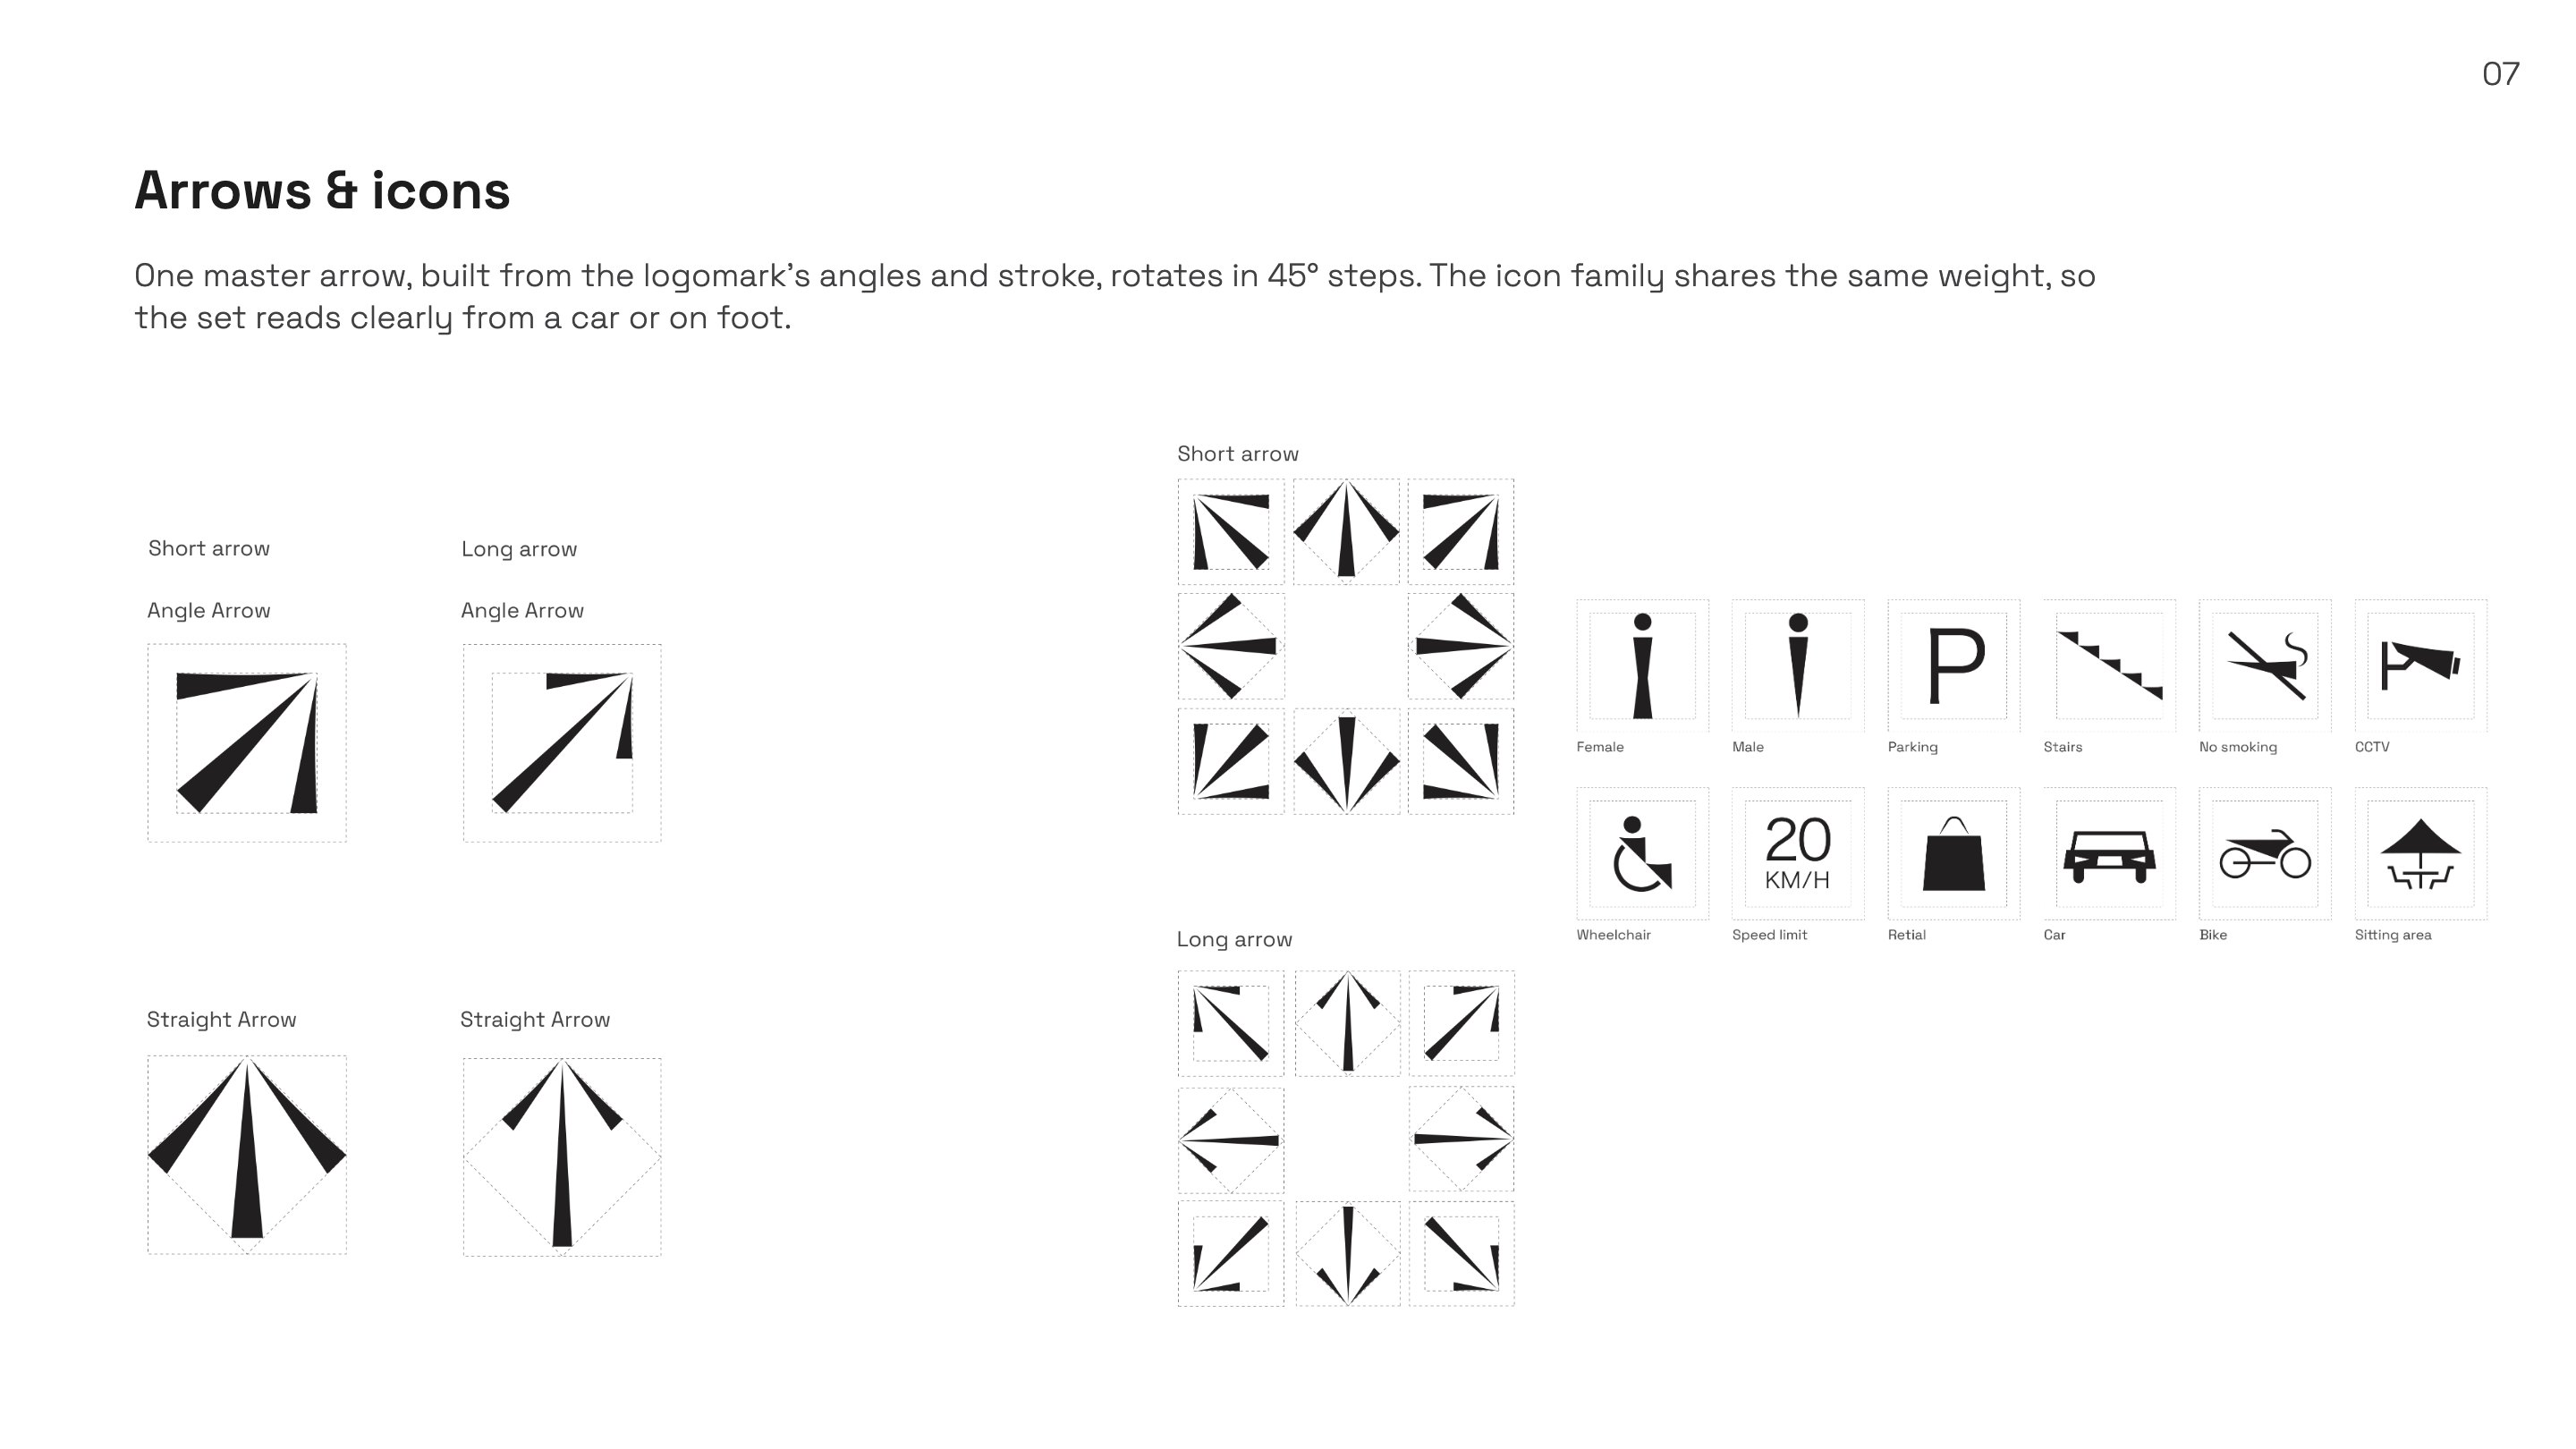 07
Arrows & icons
One master arrow, built from the logomark’s angles and stroke, rotates in 45° steps. The icon family shares the same weight, so
the set reads clearly from a car or on foot.
Short arrow
Long arrow
Angle Arrow
Angle Arrow
Straight Arrow
Straight Arrow
Short arrow
Long arrow
P
Female
Male
Parking
Stairs
No smoking
CCTV
20
KM/H
Wheelchair
Speed limit
Retial
Car
Bike
Sitting area